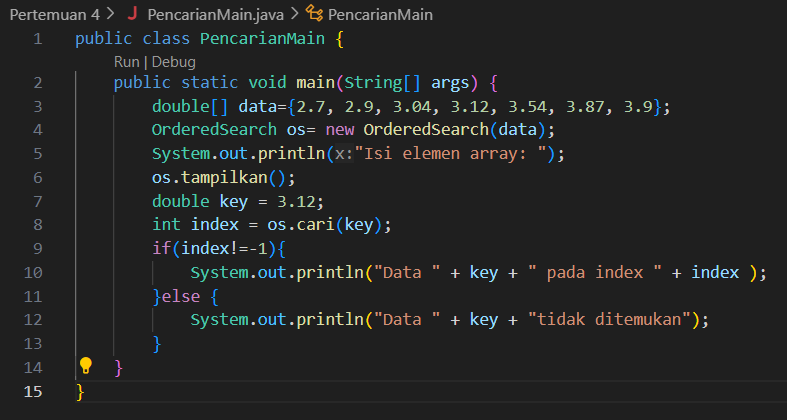 Pertemuan 4 > J PencarianMain.java > PencarianMain
1 public class PencarianMain {
Run | Debug
2 public static void main(String[] args) {
3 double[] data={2.7, 2.9, 3.04, 3.12, 3.54, 3.87, 3.9};
4 OrderedSearch os= new OrderedSearch(data);
5 System.out.println(x:"Isi elemen array: ");
6 os.tampilkan();
7 double key = 3.12;
8 int index = os.cari(key);
9 if(index!=-1){
10 System.out.println("Data " + key + " pada index " + index );
11 }else {
12 System.out.println("Data " + key + "tidak ditemukan");
13 }
14 }
15 }